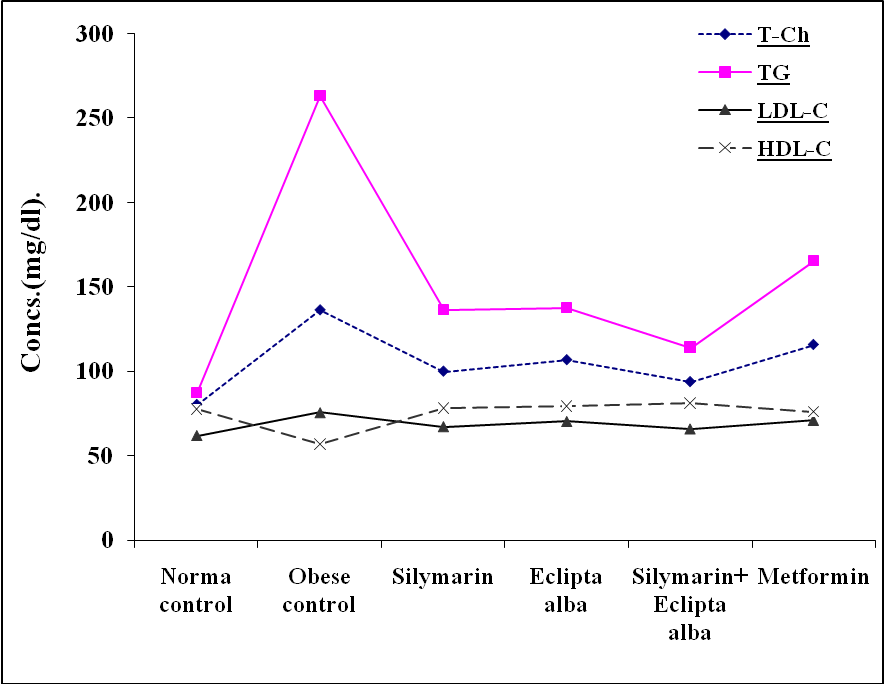 300
250
200
150
100
50
0
Concs.(mg/dl).
T-Ch
TG
LDL-C
HDL-C
Norma
control
Obese
control
Silymarin
Eclipta
alba
Silymarin+
Eclipta
alba
Metformin